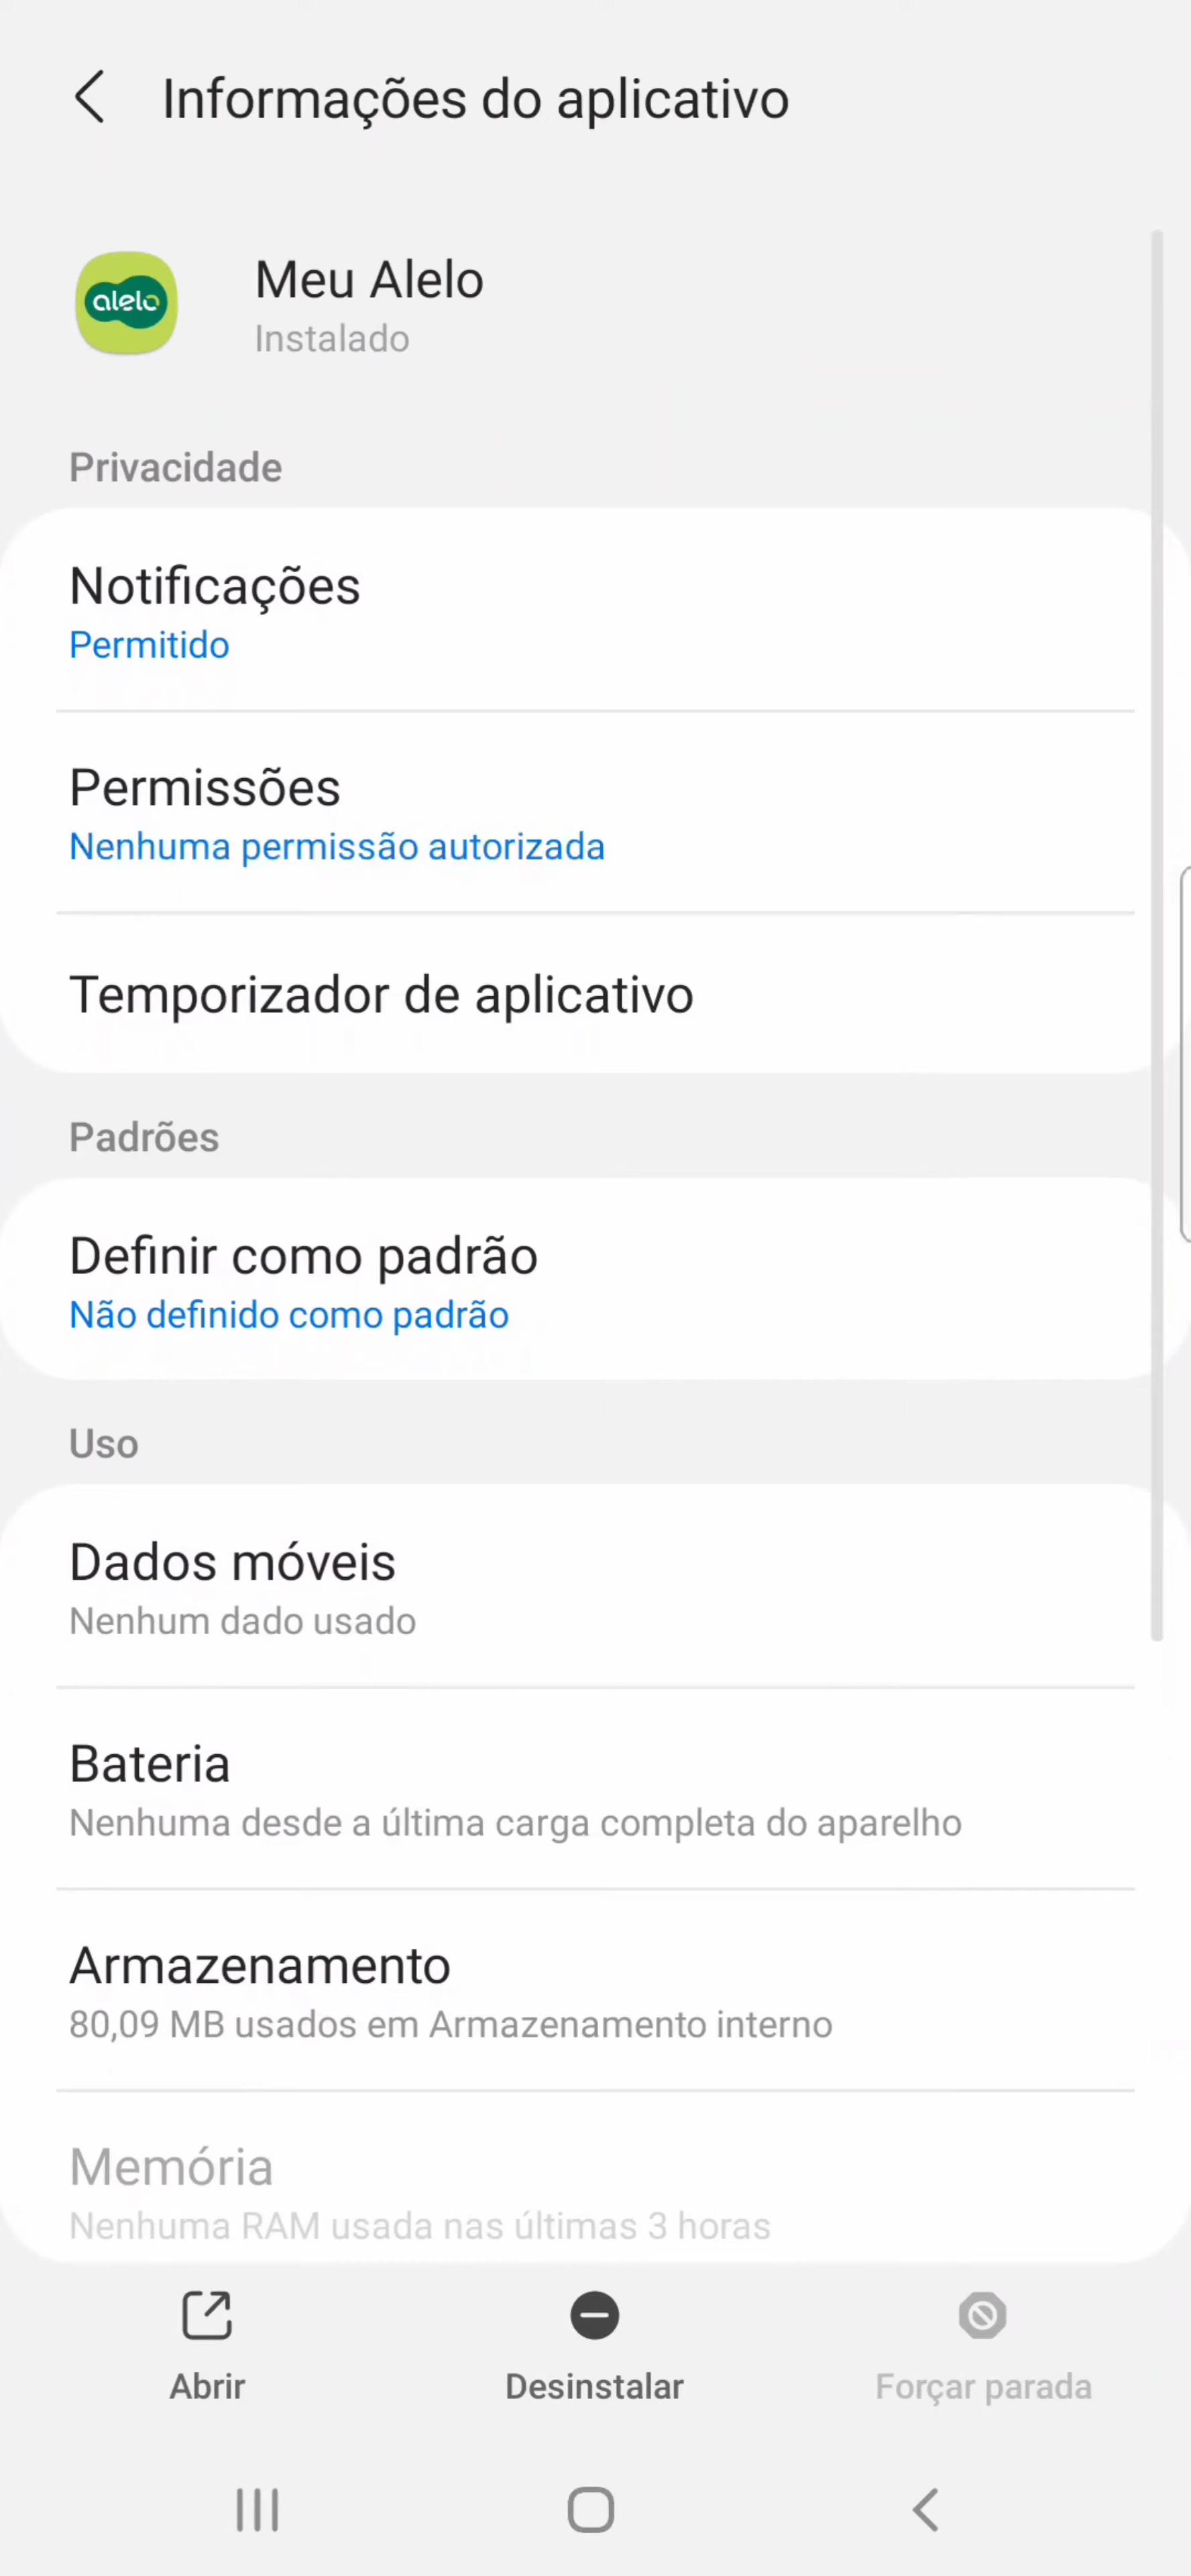 Informações do aplicativo
alelo
Meu Alelo
Instalado
Privacidade
Notificações
Permitido
Permissões
Nenhuma permissão autorizada
Temporizador de aplicativo
Padrões
Definir como padrão
Não definido como padrão
Uso
Dados móveis
Nenhum dado usado
Bateria
Nenhuma desde a última carga completa do aparelho
Armazenamento
80,09 MB usados em Armazenamento interno
Memória
Nenhuma RAM usada nas últimas 3 horas
Abrir
Desinstalar
Forçar parada